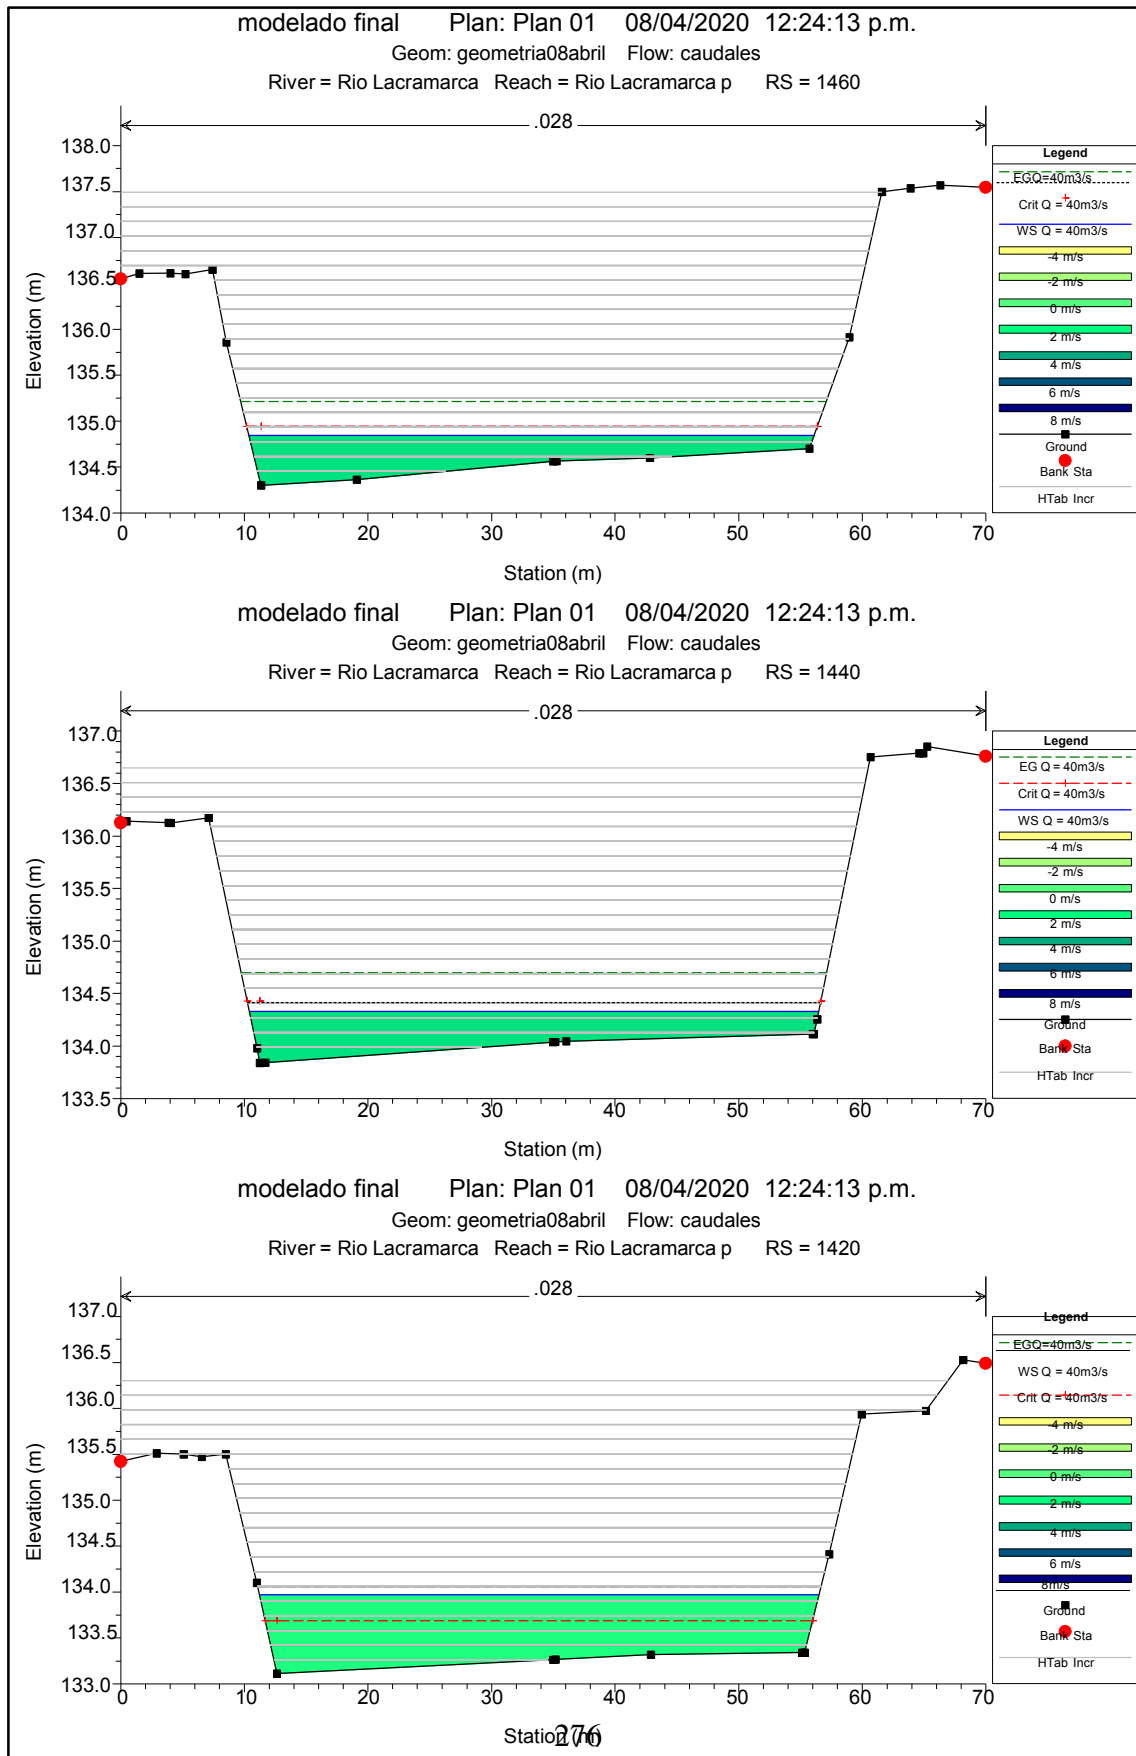 modelado final Plan: Plan 01 08/04/2020 12:24:13 p.m.
Geom: geometria08abril Flow: caudales
River = Rio Lacramarca Reach = Rio Lacramarca p RS = 1460
.028
138.0
137.5
137.0
136.5
136.0
135.5
135.0
134.5
134.0
Elevation (m)
0 10 20 30 40 50 60 70
Station (m)
Legend
EGQ=40m3/s
Crit Q = 40m3/s
WS Q = 40m3/s
-4 m/s
-2 m/s
0 m/s
2 m/s
4 m/s
6 m/s
8 m/s
Ground
Bank Sta
HTab Incr
modelado final Plan: Plan 01 08/04/2020 12:24:13 p.m.
Geom: geometria08abril Flow: caudales
River = Rio Lacramarca Reach = Rio Lacramarca p RS = 1440
.028
137.0
136.5
136.0
135.5
135.0
134.5
134.0
133.5
Elevation (m)
0 10 20 30 40 50 60 70
Station (m)
Legend
EG Q = 40m3/s
Crit Q = 40m3/s
WS Q = 40m3/s
-4 m/s
-2 m/s
0 m/s
2 m/s
4 m/s
6 m/s
8 m/s
Ground
Bank Sta
HTab Incr
modelado final Plan: Plan 01 08/04/2020 12:24:13 p.m.
Geom: geometria08abril Flow: caudales
River = Rio Lacramarca Reach = Rio Lacramarca p RS = 1420
.028
137.0
136.5
136.0
135.5
135.0
134.5
134.0
133.5
133.0
Elevation (m)
0 10 20 30 40 50 60 70
Station (m)
Legend
EGQ=40m3/s
WS Q = 40m3/s
Crit Q = 40m3/s
-4 m/s
-2 m/s
0 m/s
2 m/s
4 m/s
6 m/s
8m/s
Ground
Bank Sta
HTab Incr
276